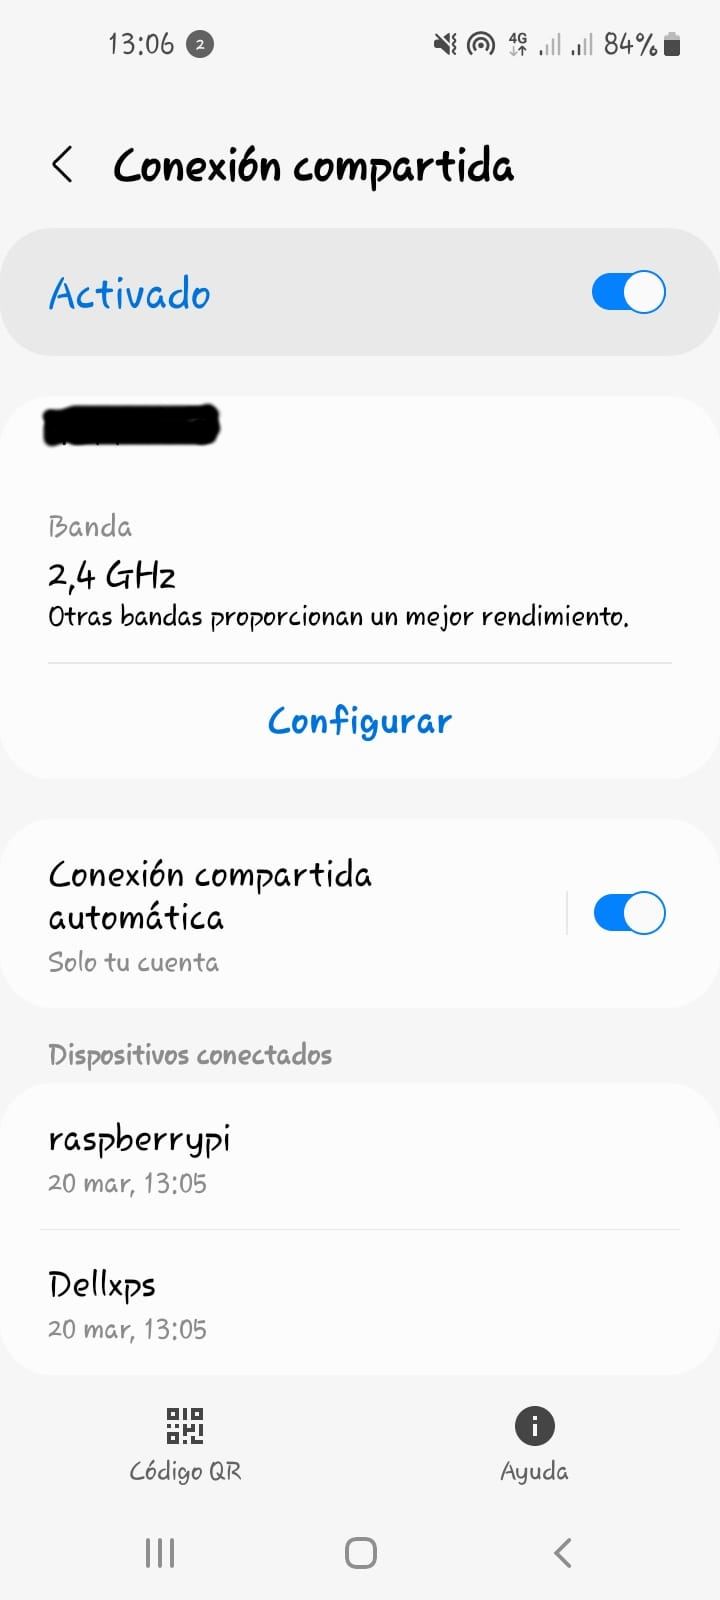 13:06 2 4G 84%
Conexión compartida
Activado
Banda
2,4 GHz
Otras bandas proporcionan un mejor rendimiento.
Configurar
Conexión compartida
automática
Solo tu cuenta
Dispositivos conectados
raspberrypi
20 mar, 13:05
Dellxps
20 mar, 13:05
Código QR
Ayuda